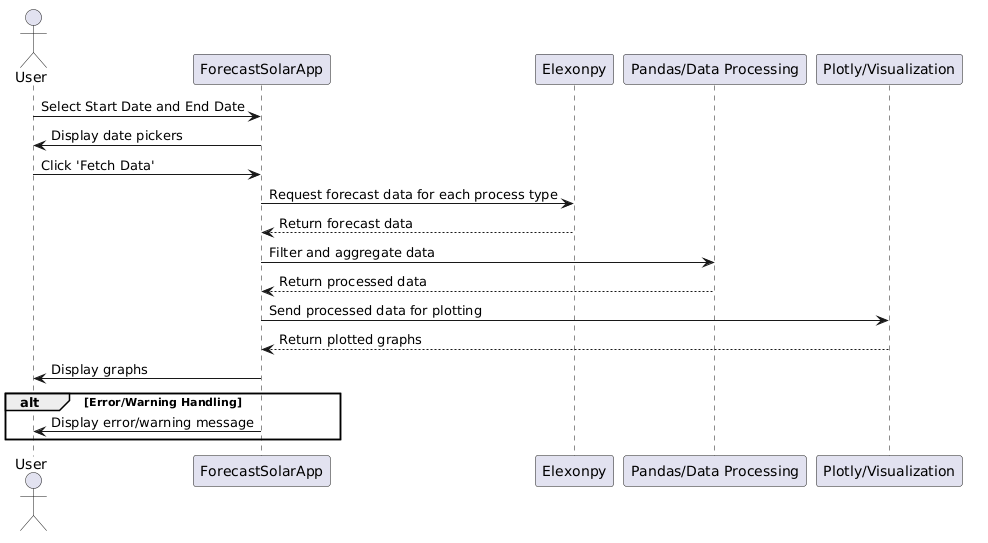 User
ForecastSolarApp
Elexonpy
Pandas/Data Processing
Plotly/Visualization
Select Start Date and End Date
Display date pickers
Click 'Fetch Data'
Request forecast data for each process type
Return forecast data
Filter and aggregate data
Return processed data
Send processed data for plotting
Return plotted graphs
Display graphs
alt
[Error/Warning Handling]
Display error/warning message
User
ForecastSolarApp
Elexonpy
Pandas/Data Processing
Plotly/Visualization